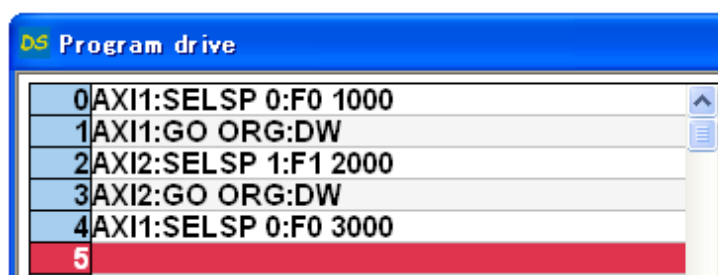 DS Program drive
0 AXI1:SELSP 0:F0 1000
1 AXI1:GO ORG:DW
2 AXI2:SELSP 1:F1 2000
3 AXI2:GO ORG:DW
4 AXI1:SELSP 0:F0 3000
5